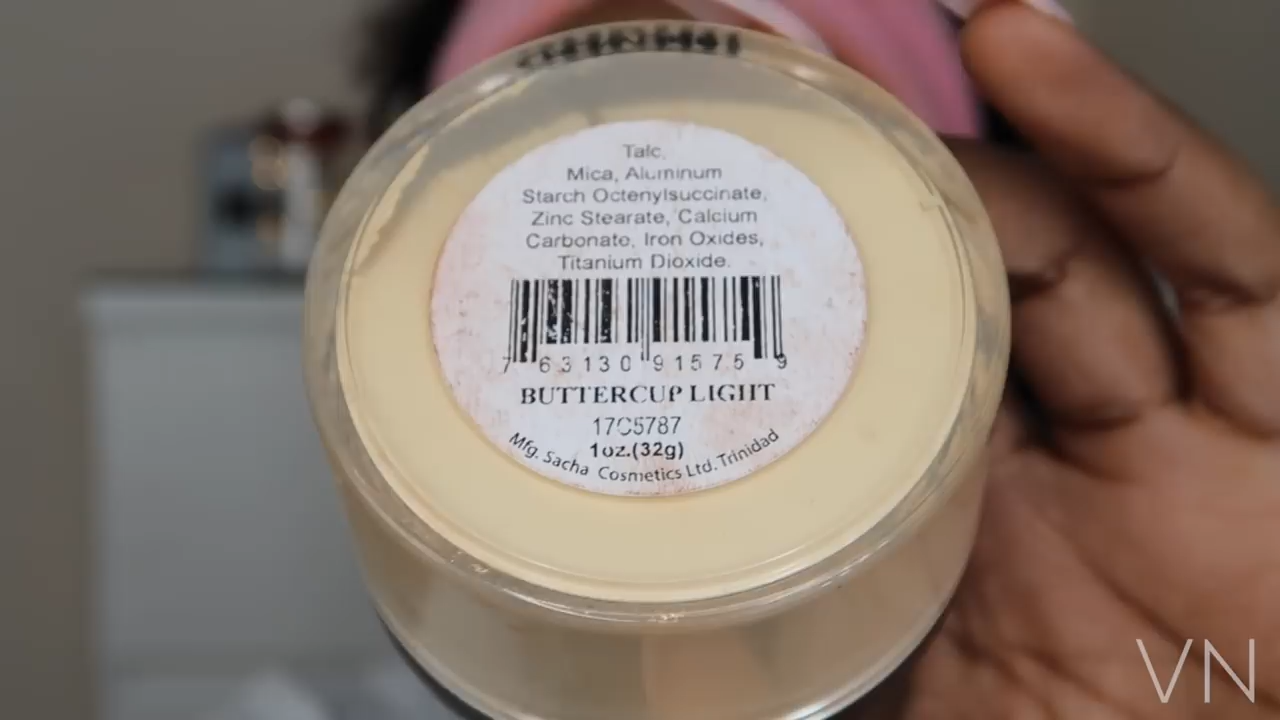 Talc,
Mica, Aluminum
Starch Octenylsuccinate,
Zinc Stearate, Calcium
Carbonate, Iron Oxides,
Titanium Dioxide.
7 63130 91575 9
BUTTERCUP LIGHT
17C5787
1oz.(32g)
Mfg. Sacha Cosmetics Ltd. Trinidad
VN